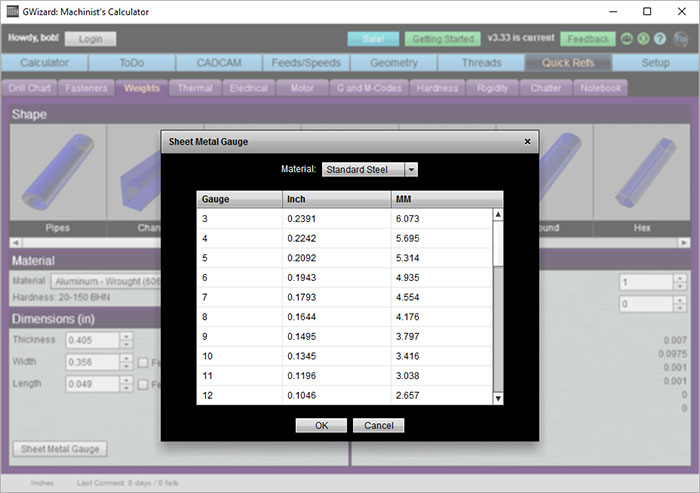 GWizard: Machinist's Calculator
Howdy, bob! Login Sale! Getting Started v3.33 is current Feedback
Calculator ToDo CADCAM Feeds/Speeds Geometry Threads Quick Refs Setup
Drill Chart Fasteners Weights Thermal Electrical Motor G and M-Codes Hardness Rigidity Chatter Notebook
Shape
Pipes Chan ound Hex
Sheet Metal Gauge
Material: Standard Steel
Gauge Inch MM
3 0.2391 6.073
4 0.2242 5.695
5 0.2092 5.314
6 0.1943 4.935
7 0.1793 4.554
8 0.1644 4.176
9 0.1495 3.797
10 0.1345 3.416
11 0.1196 3.038
12 0.1046 2.657
OK Cancel
Material
Material Aluminum - Wrought (606
Hardness: 20-150 BHN
1
0
Dimensions (in)
Thickness 0.405
Width 0.356 Fe
Length 0.049 Fe
0.007
0.0975
0.001
0.001
0
0
Sheet Metal Gauge
Inches Last Connect: 0 days / 0 fails